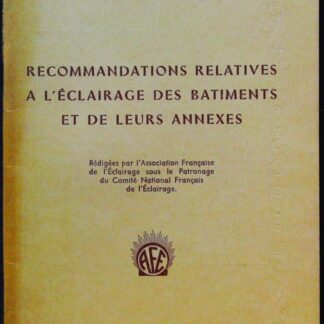 RECOMMANDATIONS RELATIVES
A L'ÉCLAIRAGE DES BATIMENTS
ET DE LEURS ANNEXES
Rédigées par l'Association Française
de l'Éclairage sous le Patronage
du Comité National Français
de l'Éclairage.
AFE